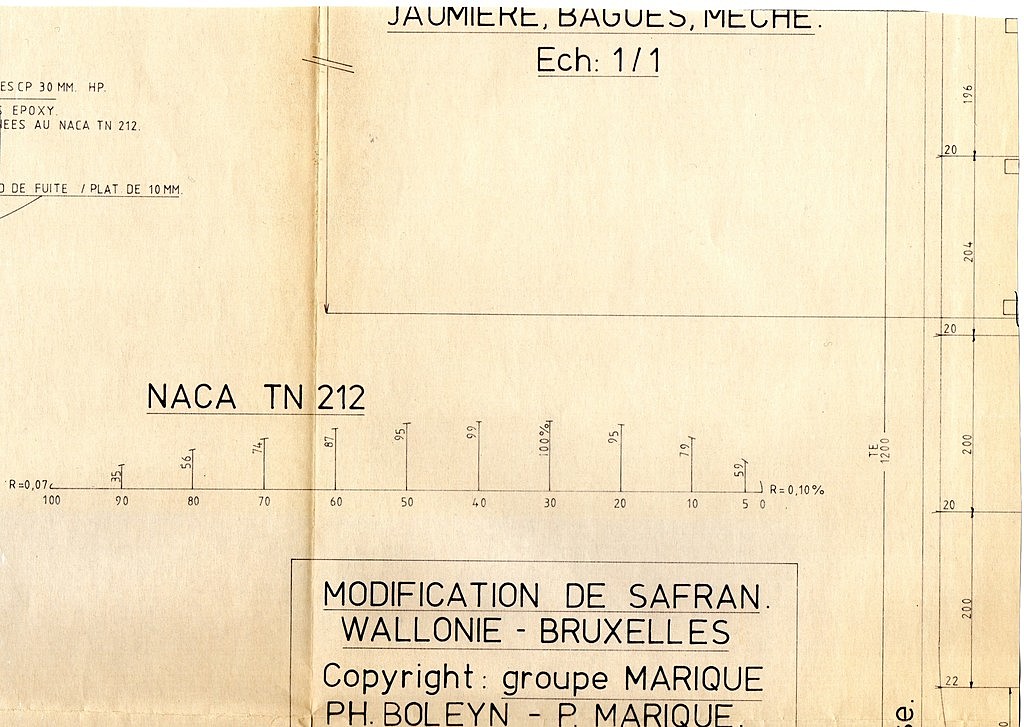 JAUMIERE, BAGUES, MECHE.
Ech: 1/1
CP 30 MM. HP.
EPOXY.
AU NACA TN 212.
DE FUITE / PLAT DE 10 MM.
196
20
204
20
NACA TN 212
35 56 74 87 95 99 100% 95 79 59
R=0,07 R=0,10%
100 90 80 70 60 50 40 30 20 10 5 0
TE 1200
200
20
200
22
MODIFICATION DE SAFRAN.
WALLONIE - BRUXELLES
Copyright: groupe MARIQUE
PH. BOLEYN - P. MARIQUE.